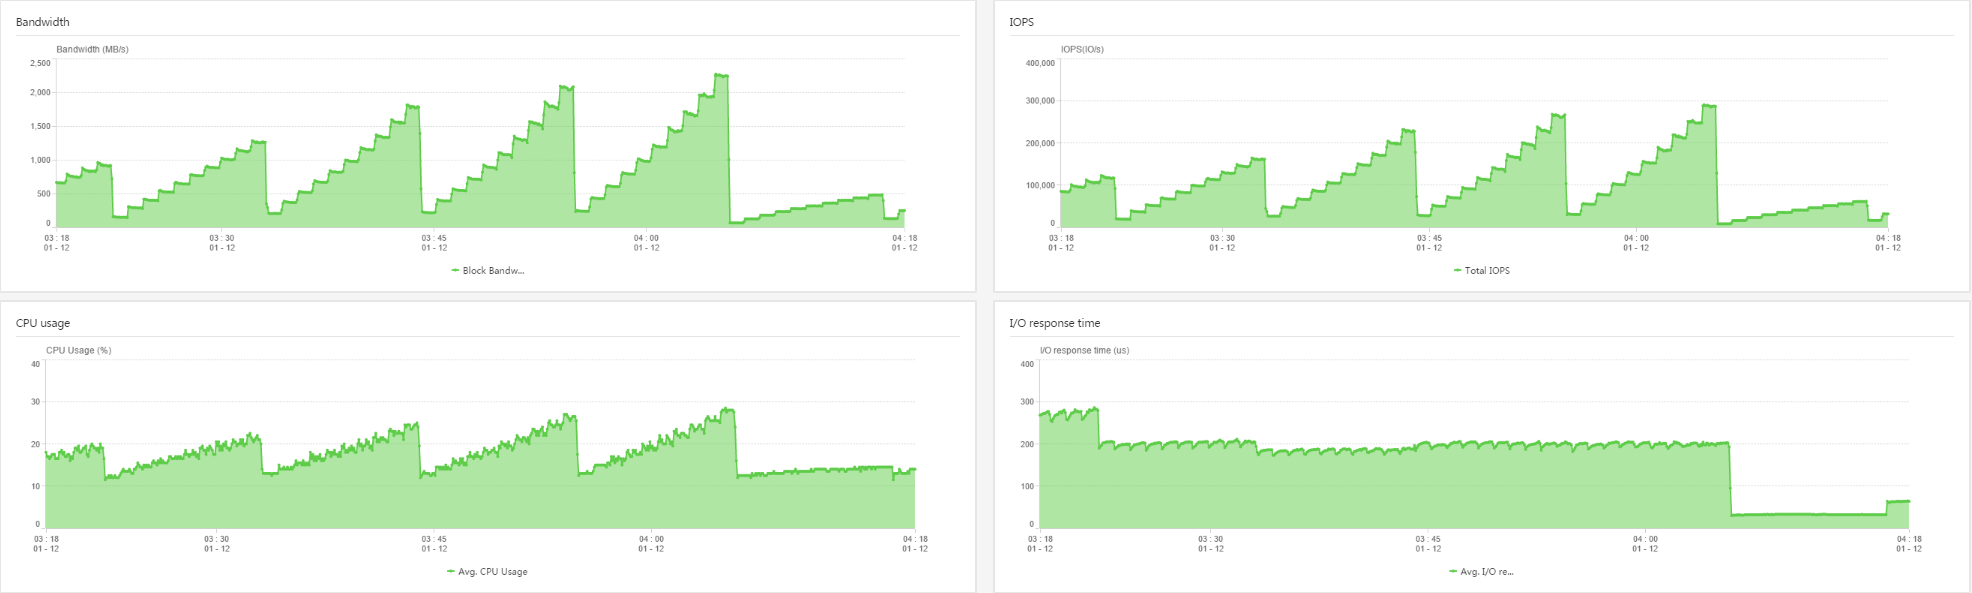 Bandwidth
Bandwidth (MB/s)
2,500
2,000
1,500
1,000
500
0
03 : 18
01 - 12
03 : 30
01 - 12
03 : 45
01 - 12
04 : 00
01 - 12
04 : 18
01 - 12
Block Bandw...
IOPS
IOPS(IO/s)
400,000
300,000
200,000
100,000
0
03 : 18
01 - 12
03 : 30
01 - 12
03 : 45
01 - 12
04 : 00
01 - 12
04 : 18
01 - 12
Total IOPS
CPU usage
CPU Usage (%)
40
30
20
10
0
03 : 18
01 - 12
03 : 30
01 - 12
03 : 45
01 - 12
04 : 00
01 - 12
04 : 18
01 - 12
Avg. CPU Usage
I/O response time
I/O response time (us)
400
300
200
100
0
03 : 18
01 - 12
03 : 30
01 - 12
03 : 45
01 - 12
04 : 00
01 - 12
04 : 18
01 - 12
Avg. I/O re...